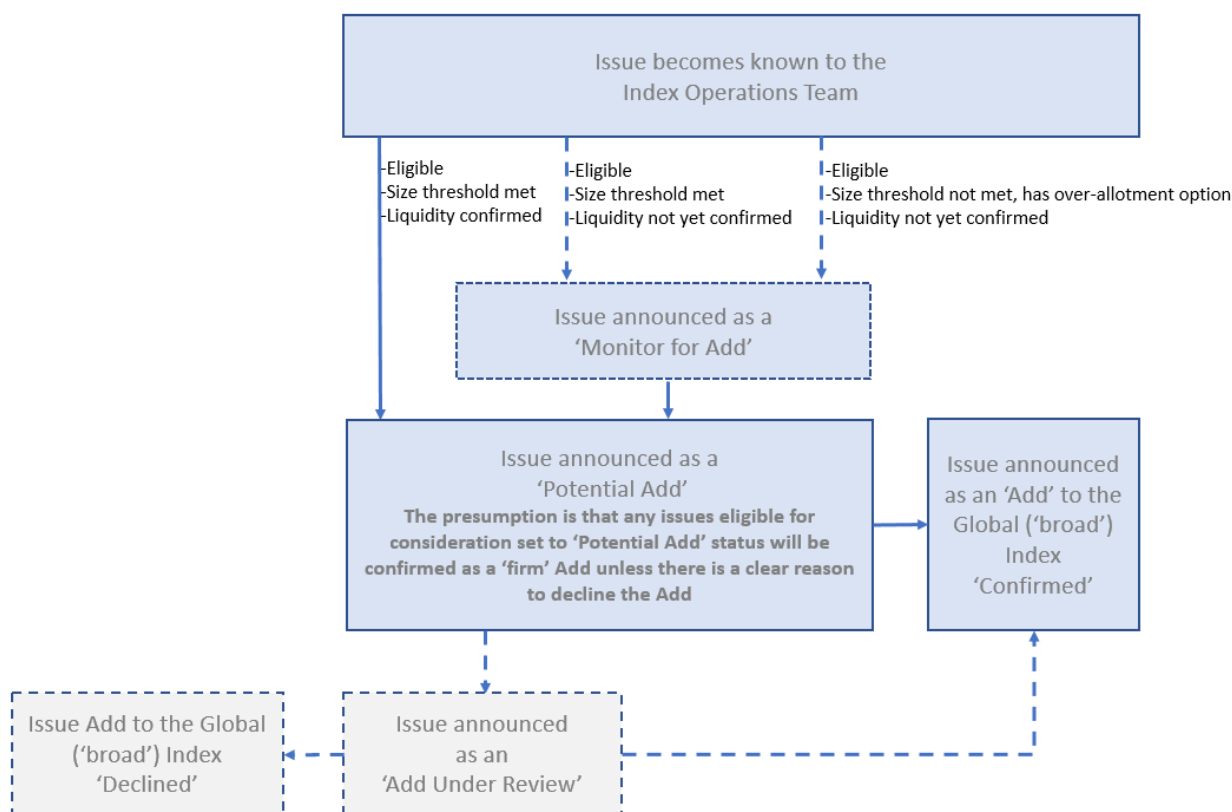 Issue becomes known to the
Index Operations Team
-Eligible
-Size threshold met
-Liquidity confirmed
-Eligible
-Size threshold met
-Liquidity not yet confirmed
-Eligible
-Size threshold not met, has over-allotment option
-Liquidity not yet confirmed
Issue announced as a
‘Monitor for Add’
Issue announced as a
‘Potential Add’
The presumption is that any issues eligible for
consideration set to ‘Potential Add’ status will be
confirmed as a ‘firm’ Add unless there is a clear reason
to decline the Add
Issue announced
as an ‘Add’ to the
Global (‘broad’)
Index
‘Confirmed’
Issue Add to the Global
(‘broad’) Index
‘Declined’
Issue announced
as an
‘Add Under Review’